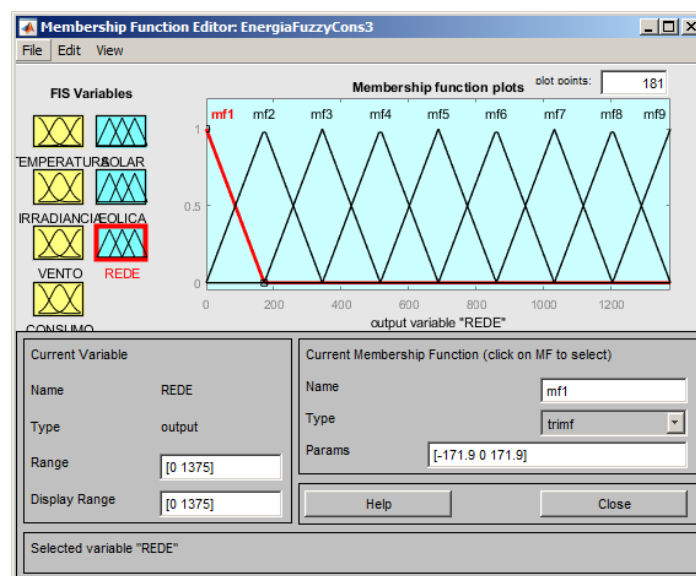 Membership Function Editor: EnergiaFuzzyCons3
File Edit View
FIS Variables
Membership function plots plot points: 181
mf1 mf2 mf3 mf4 mf5 mf6 mf7 mf8 mf9
1
0.5
0
0 200 400 600 800 1000 1200
output variable "REDE"
TEMPERATURA SOLAR
IRRADIANCIA EOLICA
VENTO REDE
CONSUMO
Current Variable
Name REDE
Type output
Range [0 1375]
Display Range [0 1375]
Current Membership Function (click on MF to select)
Name mf1
Type trimf
Params [-171.9 0 171.9]
Help Close
Selected variable "REDE"